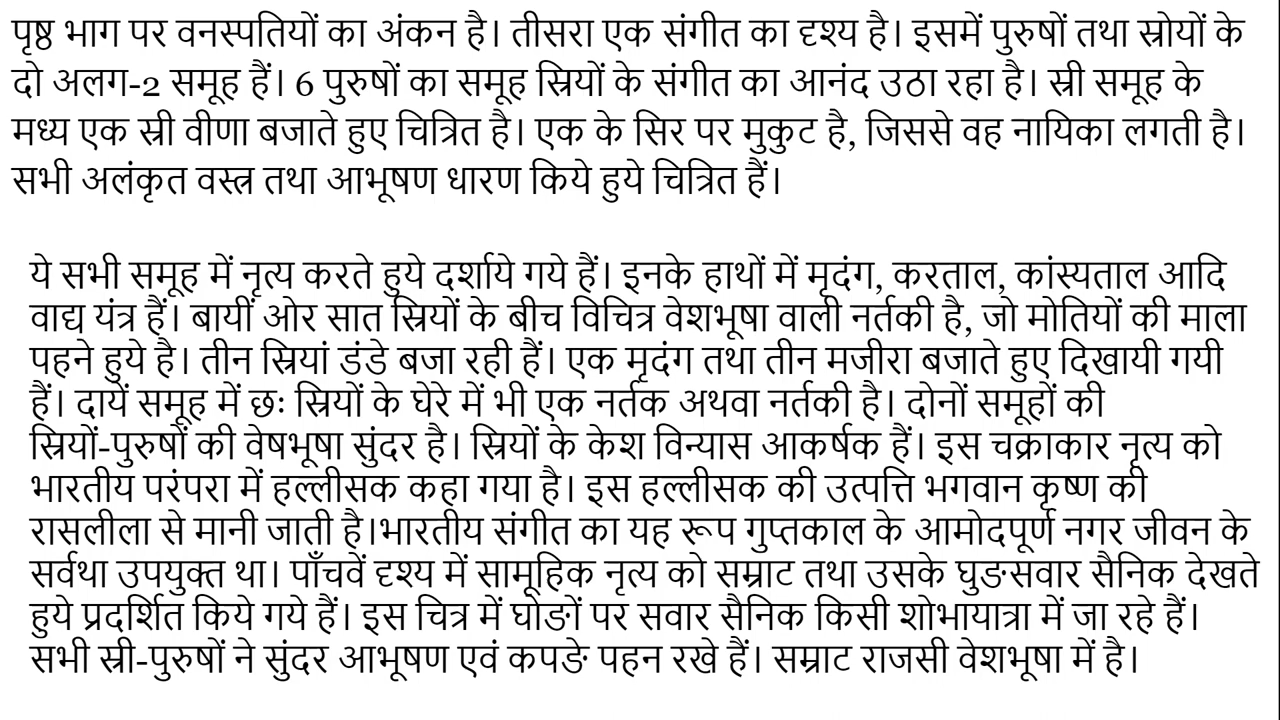 पृष्ठ भाग पर वनस्पतियों का अंकन है। तीसरा एक संगीत का दृश्य है। इसमें पुरुषों तथा स्रोयों के
दो अलग-2 समूह हैं। 6 पुरुषों का समूह स्रियों के संगीत का आनंद उठा रहा है। स्री समूह के
मध्य एक स्री वीणा बजाते हुए चित्रित है। एक के सिर पर मुकुट है, जिससे वह नायिका लगती है।
सभी अलंकृत वस्त्र तथा आभूषण धारण किये हुये चित्रित हैं।
ये सभी समूह में नृत्य करते हुये दर्शाये गये हैं। इनके हाथों में मृदंग, करताल, कांस्यताल आदि
वाद्य यंत्र हैं। बायीं ओर सात स्रियों के बीच विचित्र वेशभूषा वाली नर्तकी है, जो मोतियों की माला
पहने हुये है। तीन स्रियां डंडे बजा रही हैं। एक मृदंग तथा तीन मजीरा बजाते हुए दिखायी गयी
हैं। दायें समूह में छः स्रियों के घेरे में भी एक नर्तक अथवा नर्तकी है। दोनों समूहों की
स्रियों-पुरुषों की वेषभूषा सुंदर है। स्रियों के केश विन्यास आकर्षक हैं। इस चक्राकार नृत्य को
भारतीय परंपरा में हल्लीसक कहा गया है। इस हल्लीसक की उत्पत्ति भगवान कृष्ण की
रासलीला से मानी जाती है।भारतीय संगीत का यह रूप गुप्तकाल के आमोदपूर्ण नगर जीवन के
सर्वथा उपयुक्त था। पाँचवें दृश्य में सामूहिक नृत्य को सम्राट तथा उसके घुङसवार सैनिक देखते
हुये प्रदर्शित किये गये हैं। इस चित्र में घोङों पर सवार सैनिक किसी शोभायात्रा में जा रहे हैं।
सभी स्री-पुरुषों ने सुंदर आभूषण एवं कपङे पहन रखे हैं। सम्राट राजसी वेशभूषा में है।